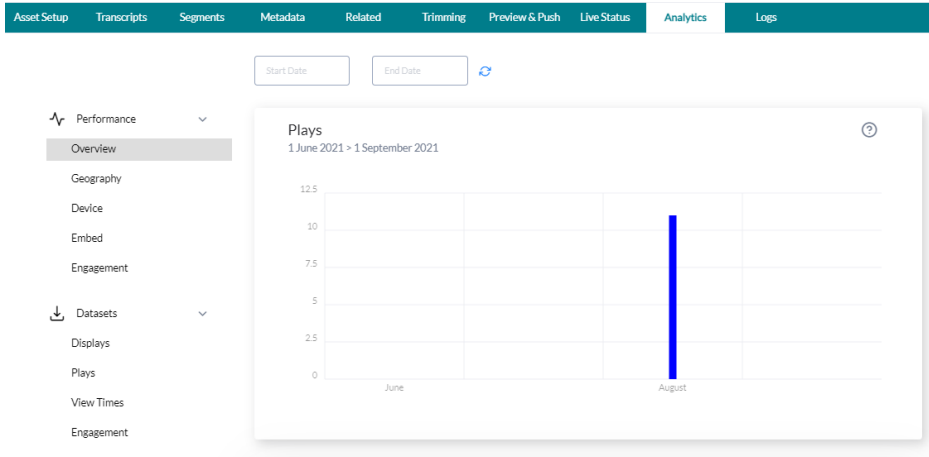 Asset Setup Transcripts Segments Metadata Related Trimming Preview & Push Live Status Analytics Logs
Start Date End Date
Performance
Overview
Geography
Device
Embed
Engagement
Datasets
Displays
Plays
View Times
Engagement
Plays
1 June 2021 > 1 September 2021
12.5
10
7.5
5
2.5
0
June August